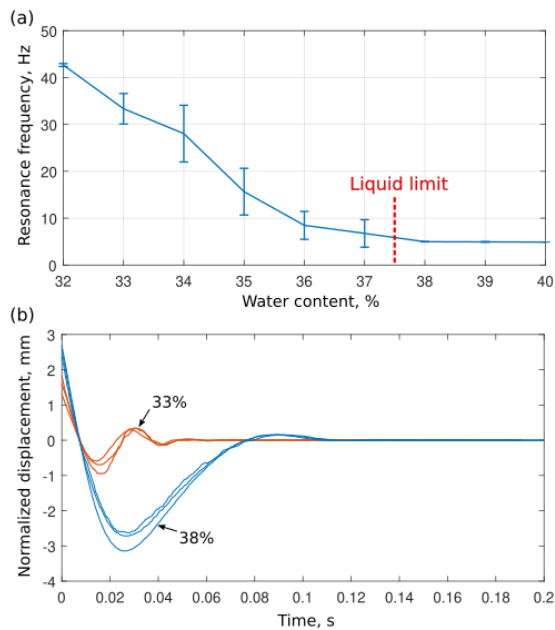 (a)
50
40
30
20
10
0
Resonance frequency, Hz
Liquid limit
32 33 34 35 36 37 38 39 40
Water content, %
(b)
3
2
1
0
-1
-2
-3
-4
Normalized displacement, mm
33%
38%
0 0.02 0.04 0.06 0.08 0.1 0.12 0.14 0.16 0.18 0.2
Time, s